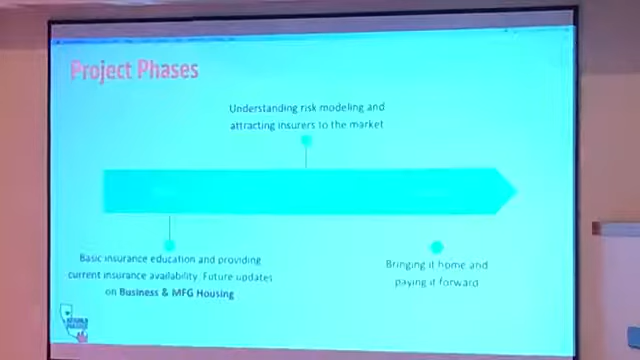 Project Phases
Understanding risk modeling and
attracting insurers to the market
Basic insurance education and providing
current insurance availability. Future updates
on Business & MFG Housing
Bringing it home and
paying it forward